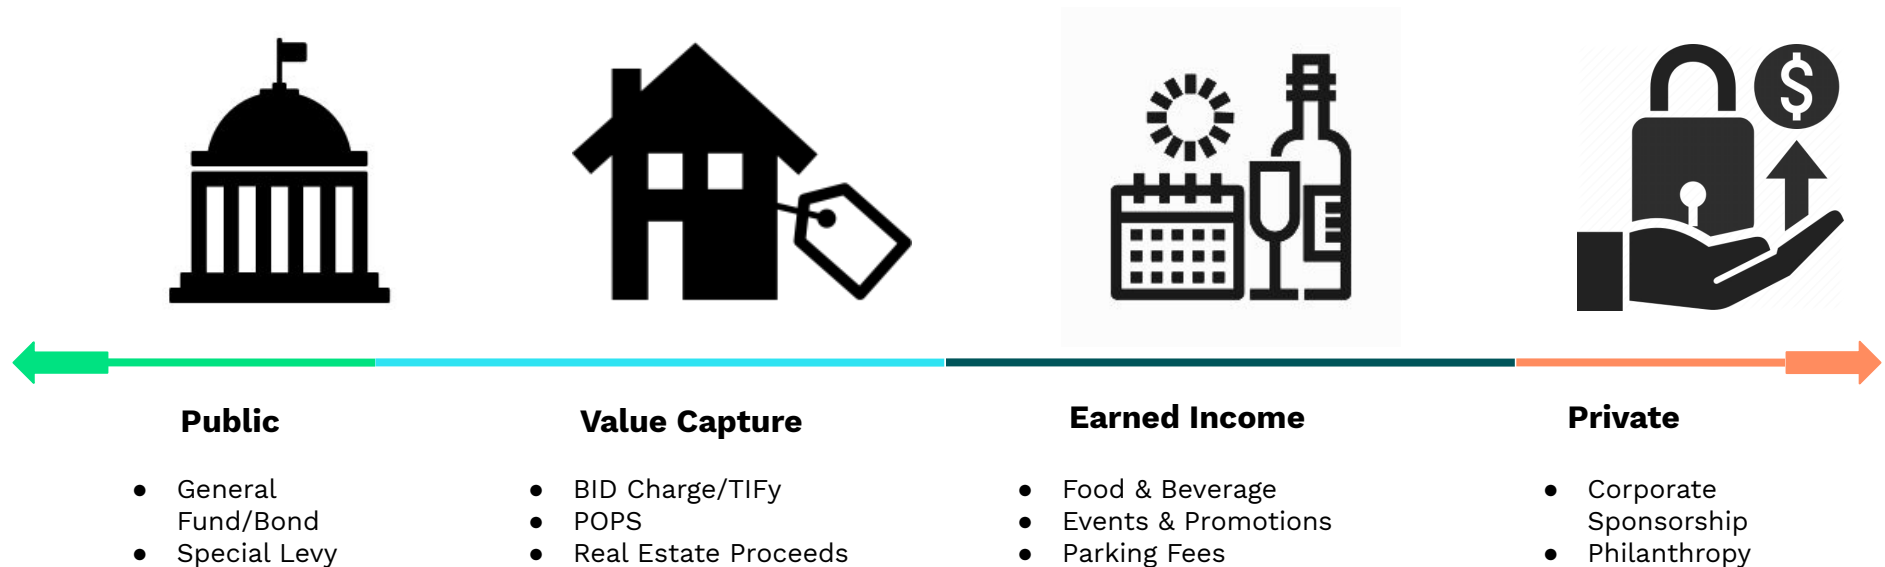 $
Public
● General
Fund/Bond
● Special Levy
Value Capture
● BID Charge/TIFy
● POPS
● Real Estate Proceeds
Earned Income
● Food & Beverage
● Events & Promotions
● Parking Fees
Private
● Corporate
Sponsorship
● Philanthropy